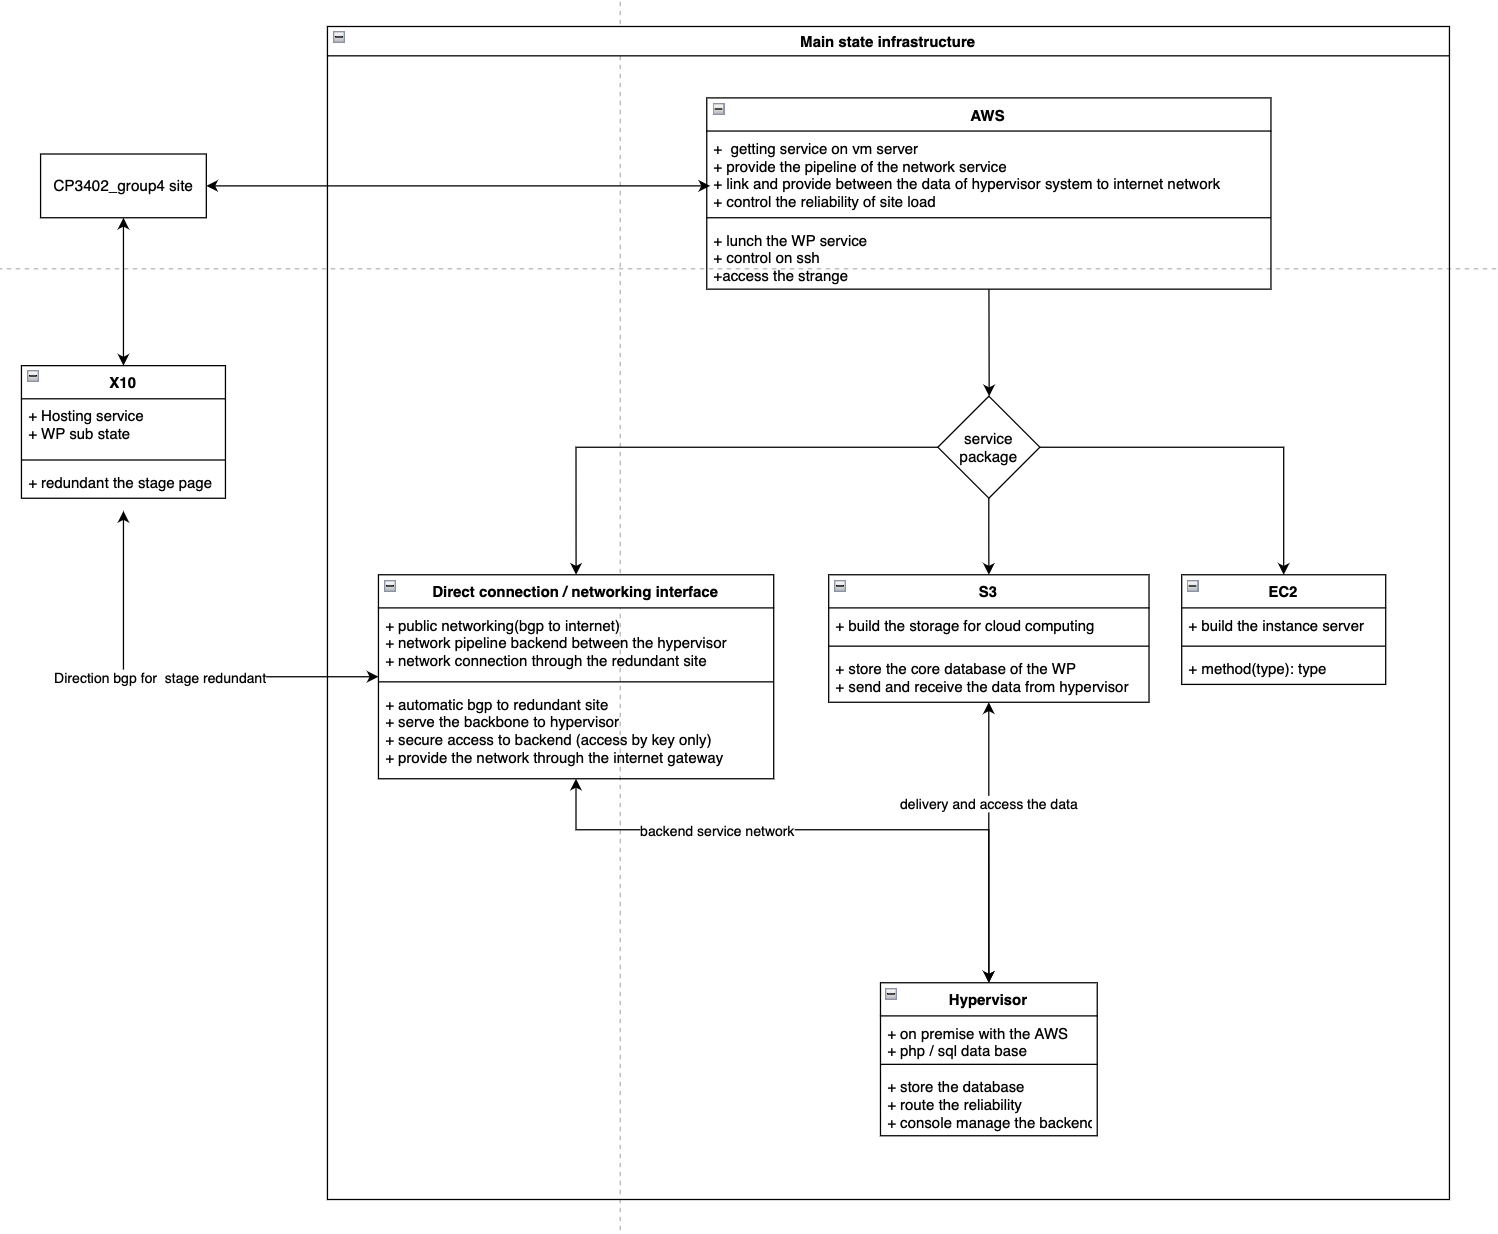 Main state infrastructure
AWS
+ getting service on vm server
+ provide the pipeline of the network service
+ link and provide between the data of hypervisor system to internet network
+ control the reliability of site load
+ lunch the WP service
+ control on ssh
+access the strange
CP3402_group4 site
X10
+ Hosting service
+ WP sub state
+ redundant the stage page
service
package
Direct connection / networking interface
+ public networking(bgp to internet)
+ network pipeline backend between the hypervisor
+ network connection through the redundant site
+ automatic bgp to redundant site
+ serve the backbone to hypervisor
+ secure access to backend (access by key only)
+ provide the network through the internet gateway
S3
+ build the storage for cloud computing
+ store the core database of the WP
+ send and receive the data from hypervisor
EC2
+ build the instance server
+ method(type): type
Direction bgp for stage redundant
delivery and access the data
backend service network
Hypervisor
+ on premise with the AWS
+ php / sql data base
+ store the database
+ route the reliability
+ console manage the backend